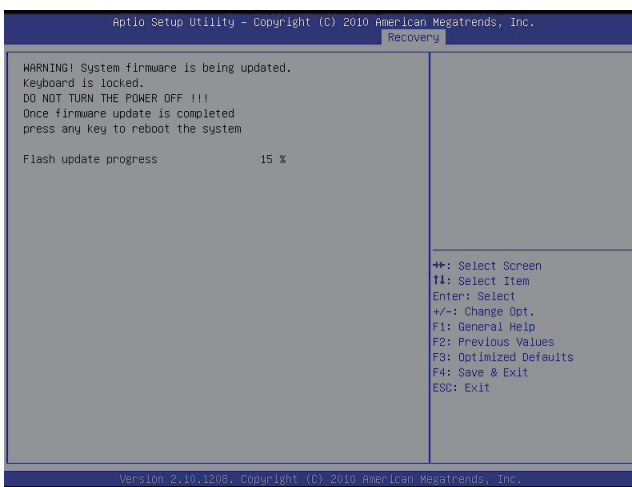 Aptio Setup Utility – Copyright (C) 2010 American Megatrends, Inc.
Recovery
WARNING! System firmware is being updated.
Keyboard is locked.
DO NOT TURN THE POWER OFF !!!
Once firmware update is completed
press any key to reboot the system
Flash update progress 15 %
→←: Select Screen
↑↓: Select Item
Enter: Select
+/-: Change Opt.
F1: General Help
F2: Previous Values
F3: Optimized Defaults
F4: Save & Exit
ESC: Exit
Version 2.10.1208. Copyright (C) 2010 American Megatrends, Inc.